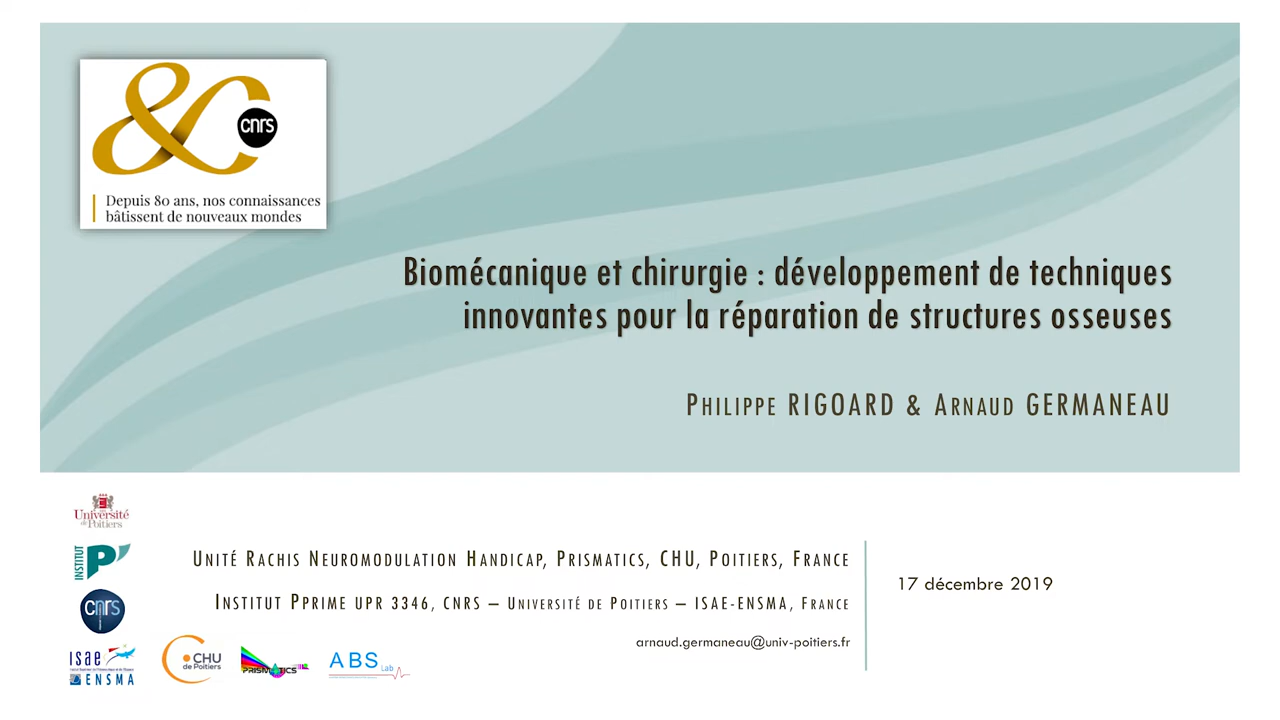 cnrs
Depuis 80 ans, nos connaissances
bâtissent de nouveaux mondes
Biomécanique et chirurgie : développement de techniques
innovantes pour la réparation de structures osseuses
Philippe RIGOARD & Arnaud GERMANEAU
Université
de Poitiers
INSTITUT P'
cnrs
isae
ENSMA
CHU
de Poitiers
PRISMATICS
ABS Lab
Unité Rachis Neuromodulation Handicap, Prismatics, CHU, Poitiers, France
Institut Pprime UPR 3346, CNRS – Université de Poitiers – ISAE-ENSMA, France
arnaud.germaneau@univ-poitiers.fr
17 décembre 2019